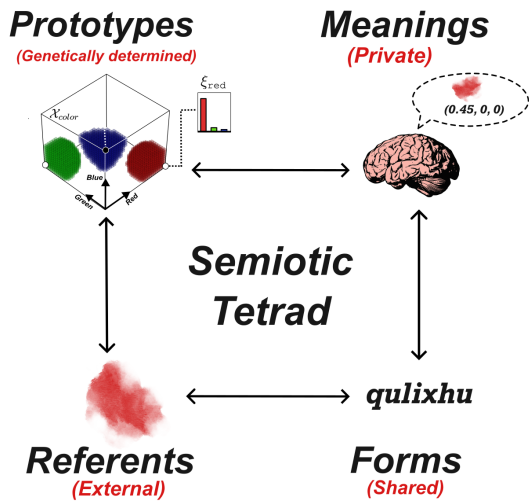 Prototypes
(Genetically determined)
Meanings
(Private)
𝒳color
ξred
(0.45, 0, 0)
Blue
Green
Red
Semiotic
Tetrad
qulixhu
Referents
(External)
Forms
(Shared)